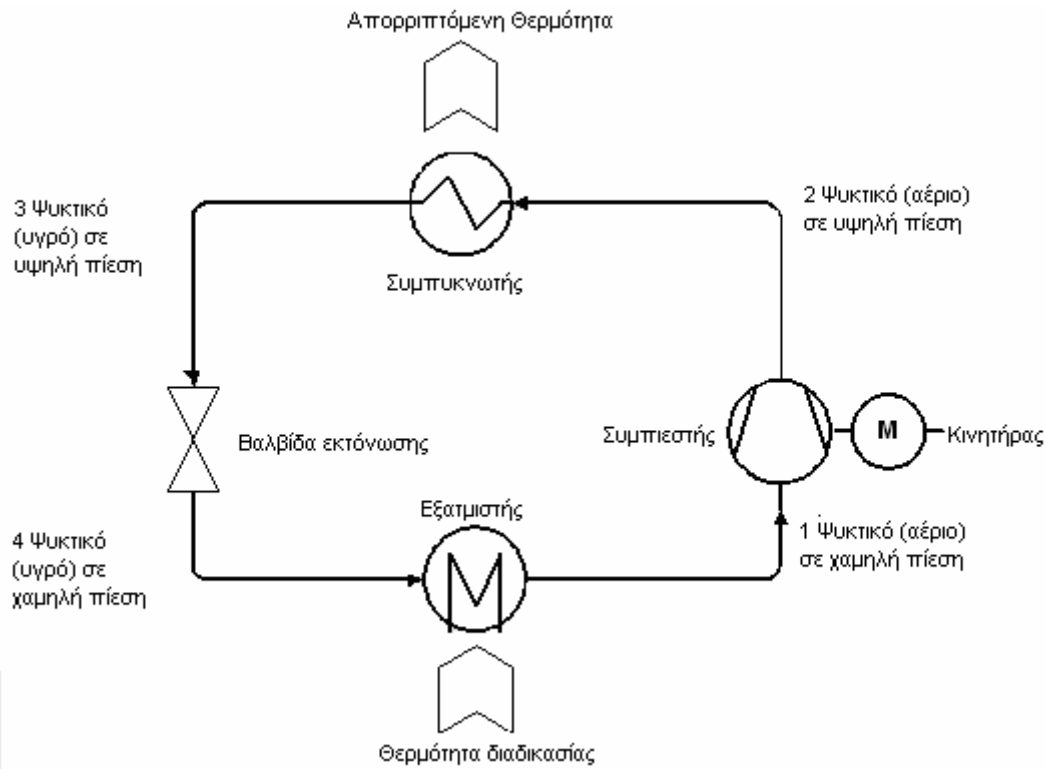 Απορριπτόμενη Θερμότητα
3 Ψυκτικό
(υγρό) σε
υψηλή πίεση
2 Ψυκτικό (αέριο)
σε υψηλή πίεση
Συμπυκνωτής
Βαλβίδα εκτόνωσης
Συμπιεστής
M
Κινητήρας
Εξατμιστής
4 Ψυκτικό
(υγρό) σε
χαμηλή πίεση
1 Ψυκτικό (αέριο)
σε χαμηλή πίεση
Θερμότητα διαδικασίας